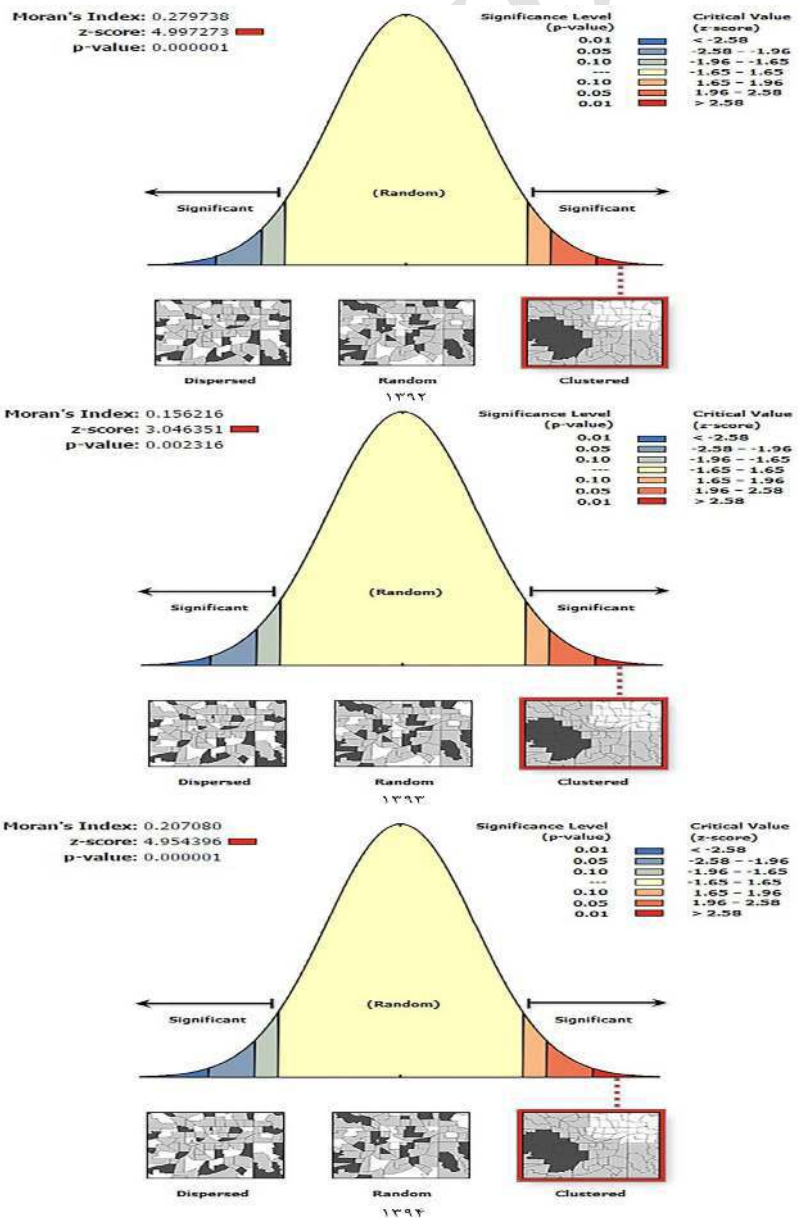 Moran's Index: 0.279738
z-score: 4.997273
p-value: 0.000001
Significance Level (p-value)
Critical Value (z-score)
0.01 < -2.58
0.05 -2.58 – -1.96
0.10 -1.96 – -1.65
--- -1.65 – 1.65
0.10 1.65 – 1.96
0.05 1.96 – 2.58
0.01 > 2.58
(Random)
Significant Significant
Dispersed Random Clustered
۱۳۹۲
Moran's Index: 0.156216
z-score: 3.046351
p-value: 0.002316
Significance Level (p-value)
Critical Value (z-score)
0.01 < -2.58
0.05 -2.58 – -1.96
0.10 -1.96 – -1.65
--- -1.65 – 1.65
0.10 1.65 – 1.96
0.05 1.96 – 2.58
0.01 > 2.58
(Random)
Significant Significant
Dispersed Random Clustered
۱۳۹۳
Moran's Index: 0.207080
z-score: 4.954396
p-value: 0.000001
Significance Level (p-value)
Critical Value (z-score)
0.01 < -2.58
0.05 -2.58 – -1.96
0.10 -1.96 – -1.65
--- -1.65 – 1.65
0.10 1.65 – 1.96
0.05 1.96 – 2.58
0.01 > 2.58
(Random)
Significant Significant
Dispersed Random Clustered
۱۳۹۴